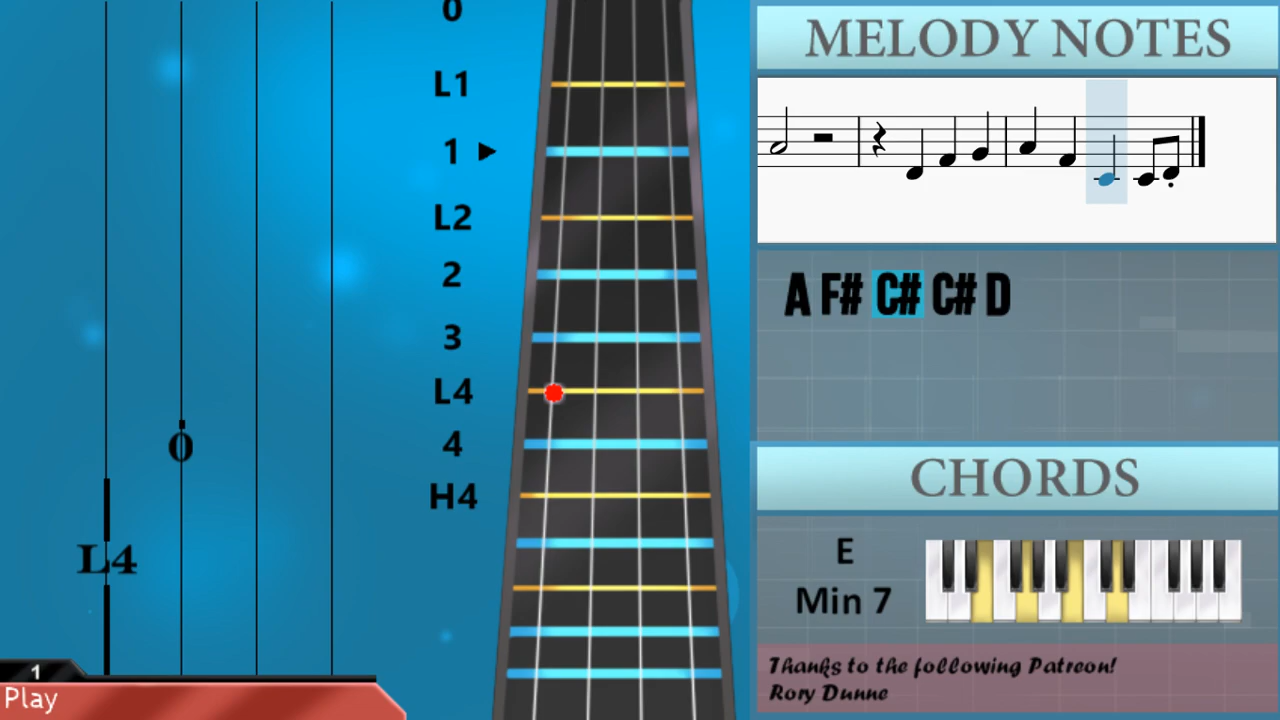 0
L1
1
L2
2
3
L4
4
H4
0
L4
1
Play
MELODY NOTES
A F# C# C# D
CHORDS
E
Min 7
Thanks to the following Patreon!
Rory Dunne